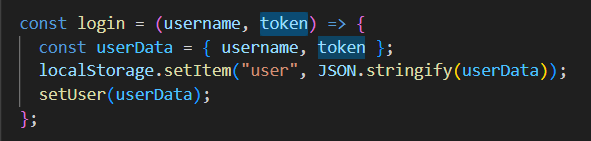 const login = (username, token) => {
const userData = { username, token };
localStorage.setItem("user", JSON.stringify(userData));
setUser(userData);
};